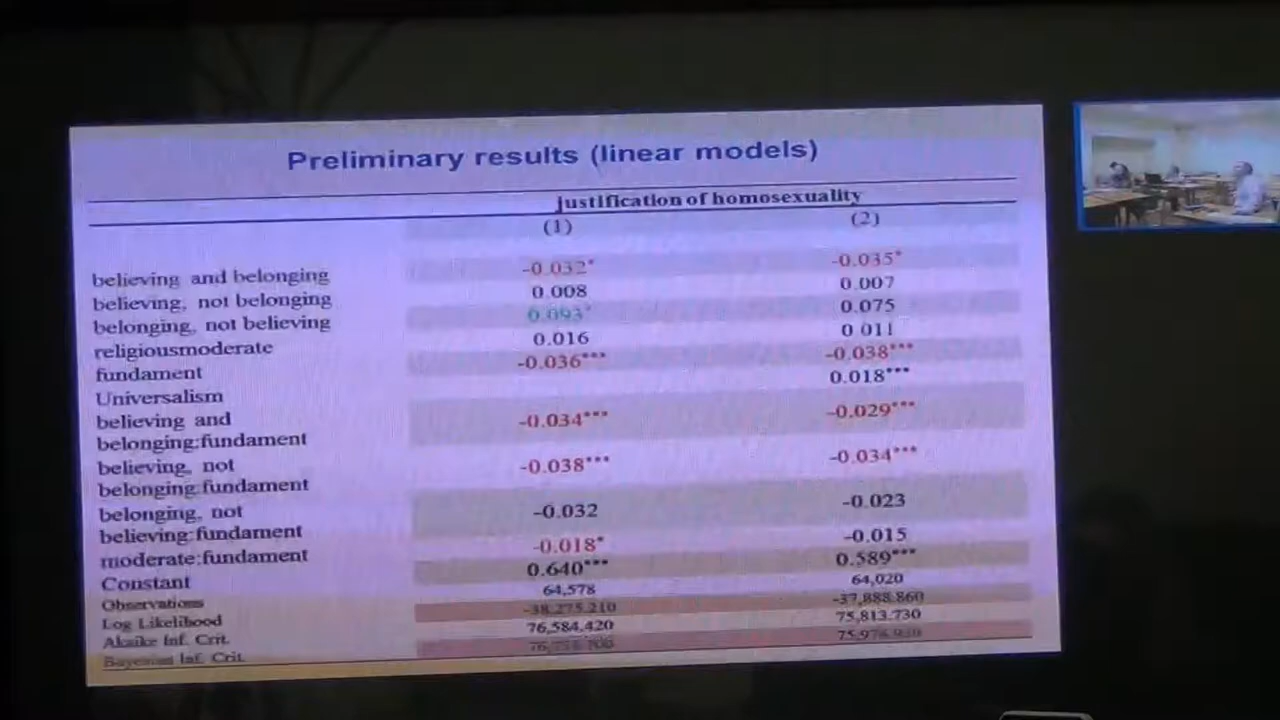 Preliminary results (linear models)
justification of homosexuality
(1) (2)
believing and belonging -0.032* -0.035*
believing, not belonging 0.008 0.007
belonging, not believing 0.093* 0.075
religiousmoderate 0.016 0.011
fundament -0.036*** -0.038***
Universalism 0.018***
believing and
belonging:fundament -0.034*** -0.029***
believing, not
belonging:fundament -0.038*** -0.034***
belonging, not
believing:fundament -0.032 -0.023
moderate:fundament -0.018* -0.015
Constant 0.640*** 0.589***
Observations 64,578 64,020
Log Likelihood -38,275.210 -37,888.860
Akaike Inf. Crit. 76,584.420 75,813.730
Bayesian Inf. Crit.